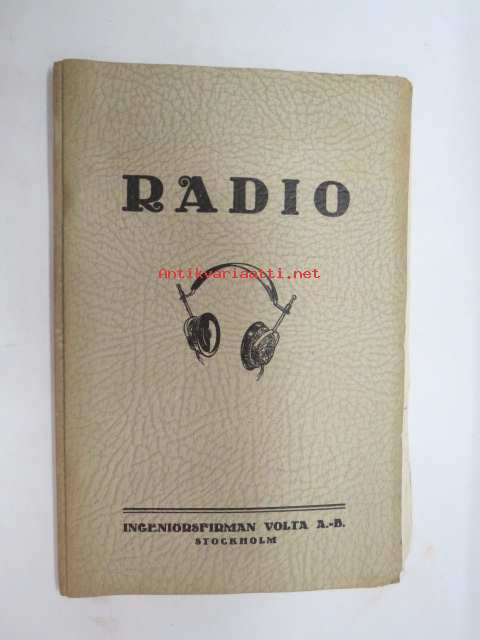 RADIO
Antikvariaatti.net
INGENIÖRSFIRMAN VOLTA A.-B.
STOCKHOLM